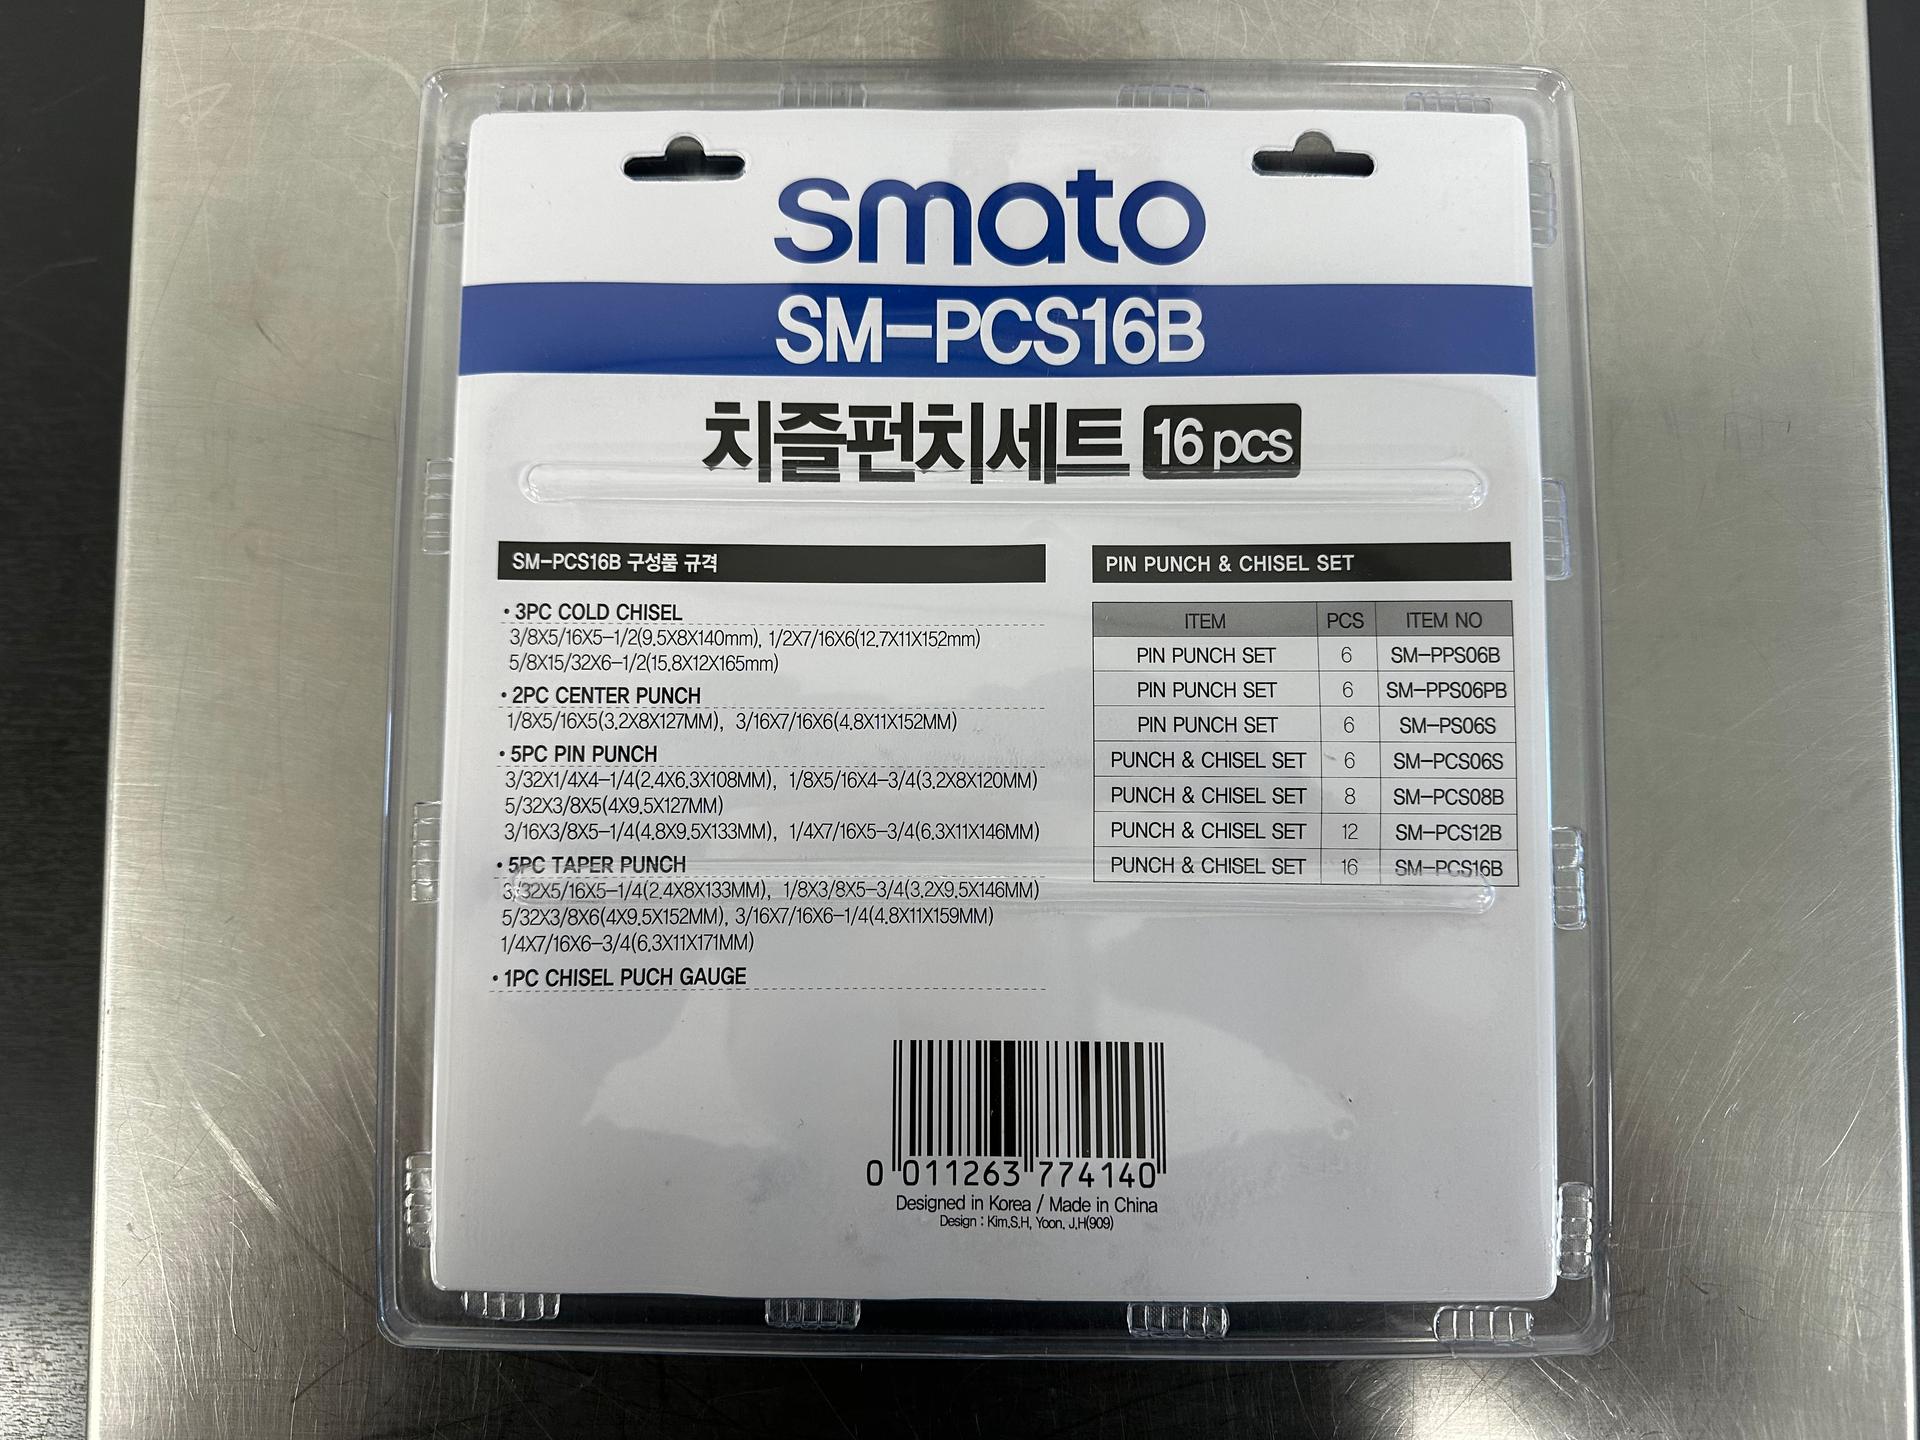 smato
SM-PCS16B
치즐펀치세트 16 pcs
SM-PCS16B 구성품 규격
• 3PC COLD CHISEL
3/8X5/16X5-1/2(9.5X8X140mm), 1/2X7/16X6(12.7X11X152mm)
5/8X15/32X6-1/2(15.8X12X165mm)
• 2PC CENTER PUNCH
1/8X5/16X5(3.2X8X127MM), 3/16X7/16X6(4.8X11X152MM)
• 5PC PIN PUNCH
3/32X1/4X4-1/4(2.4X6.3X108MM), 1/8X5/16X4-3/4(3.2X8X120MM)
5/32X3/8X5(4X9.5X127MM)
3/16X3/8X5-1/4(4.8X9.5X133MM), 1/4X7/16X5-3/4(6.3X11X146MM)
• 5PC TAPER PUNCH
3/32X5/16X5-1/4(2.4X8X133MM), 1/8X3/8X5-3/4(3.2X9.5X146MM)
5/32X3/8X6(4X9.5X152MM), 3/16X7/16X6-1/4(4.8X11X159MM)
1/4X7/16X6-3/4(6.3X11X171MM)
• 1PC CHISEL PUCH GAUGE
PIN PUNCH & CHISEL SET
ITEM PCS ITEM NO
PIN PUNCH SET 6 SM-PPS06B
PIN PUNCH SET 6 SM-PPS06PB
PIN PUNCH SET 6 SM-PS06S
PUNCH & CHISEL SET 6 SM-PCS06S
PUNCH & CHISEL SET 8 SM-PCS08B
PUNCH & CHISEL SET 12 SM-PCS12B
PUNCH & CHISEL SET 16 SM-PCS16B
0 011263 774140
Designed in Korea / Made in China
Design : Kim.S.H, Yoon. J.H(909)